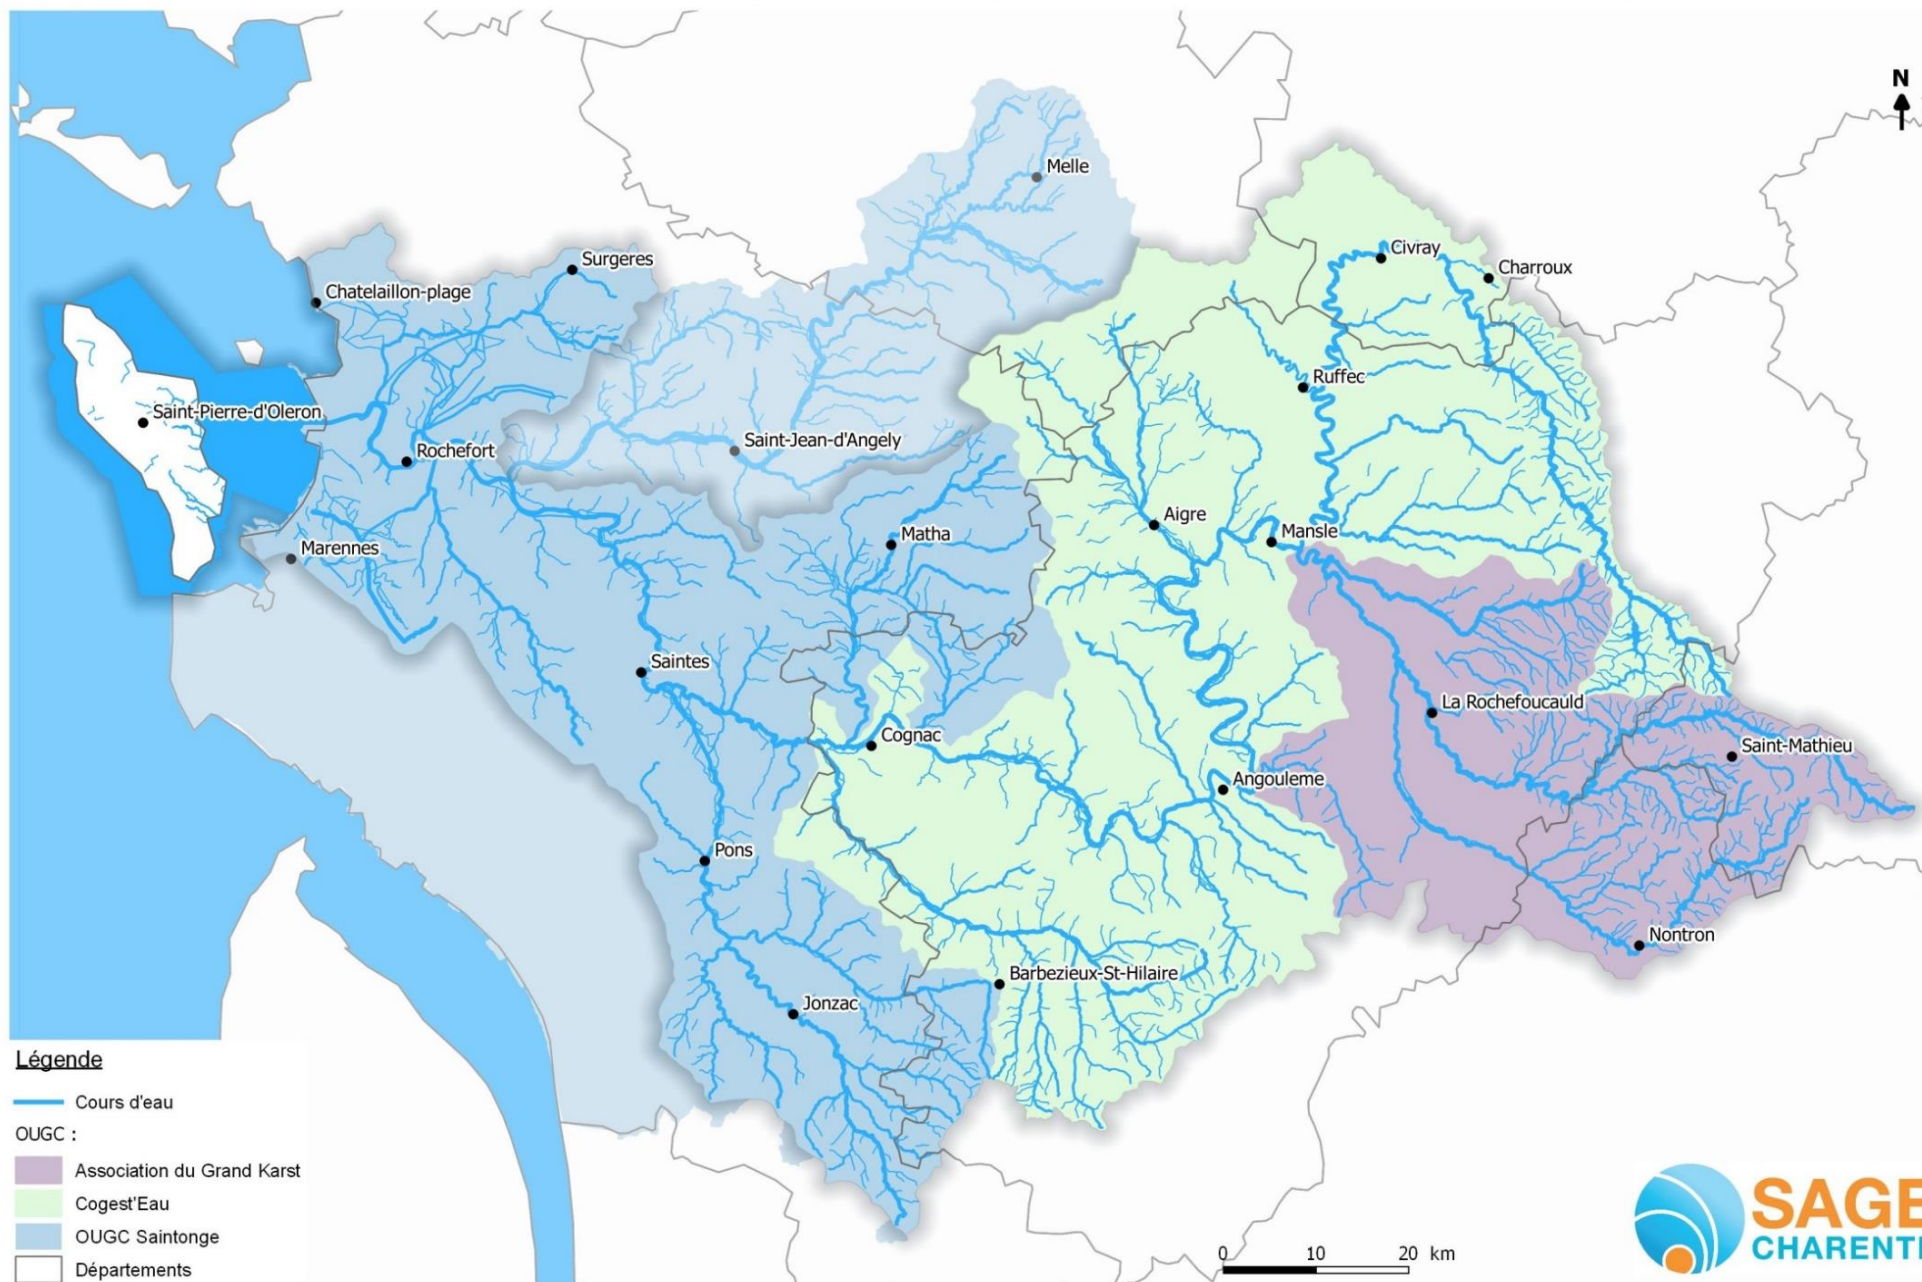 N
Melle
Civray
Surgeres
Charroux
Chatelaillon-plage
Ruffec
Saint-Pierre-d'Oleron
Saint-Jean-d'Angely
Rochefort
Aigre
Mansle
Matha
Marennes
Saintes
La Rochefoucauld
Cognac
Saint-Mathieu
Angouleme
Pons
Nontron
Barbezieux-St-Hilaire
Jonzac
Légende
Cours d'eau
OUGC :
Association du Grand Karst
Cogest'Eau
OUGC Saintonge
Départements
0 10 20 km
SAGE
CHARENT